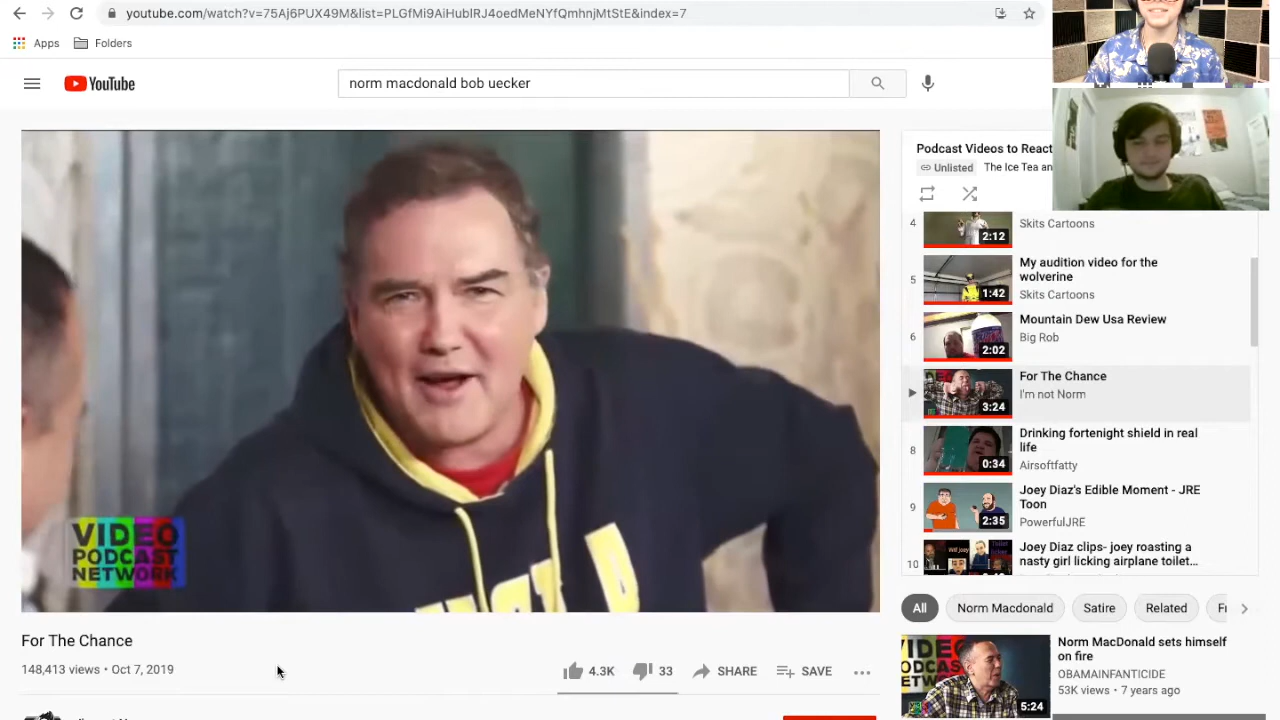 youtube.com/watch?v=75Aj6PUX49M&list=PLGfMi9AiHublRJ4oedMeNYfQmhnjMtStE&index=7
Apps
Folders
YouTube
norm macdonald bob uecker
VIDEO
PODCAST
NETWORK
For The Chance
148,413 views • Oct 7, 2019
4.3K
33
SHARE
SAVE
Podcast Videos to React
Unlisted
The Ice Tea an
4
2:12
Skits Cartoons
5
1:42
My audition video for the
wolverine
Skits Cartoons
6
2:02
Mountain Dew Usa Review
Big Rob
3:24
For The Chance
I'm not Norm
8
0:34
Drinking fortenight shield in real
life
Airsoftfatty
9
2:35
Joey Diaz's Edible Moment - JRE
Toon
PowerfulJRE
10
Joey Diaz clips- joey roasting a
nasty girl licking airplane toilet...
All
Norm Macdonald
Satire
Related
5:24
Norm MacDonald sets himself
on fire
OBAMAINFANTICIDE
53K views • 7 years ago